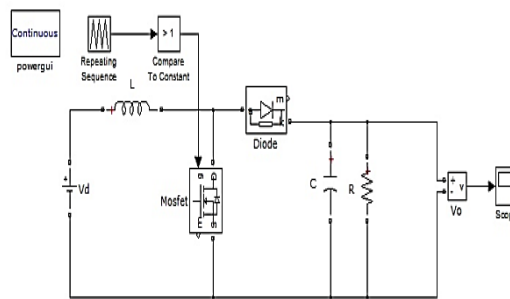 Continuous
powergui
Repeating
Sequence
> 1
Compare
To Constant
L
m
Diode
Vd
Mosfet
g
D
m
S
C
R
+
-
v
Vo
Scop